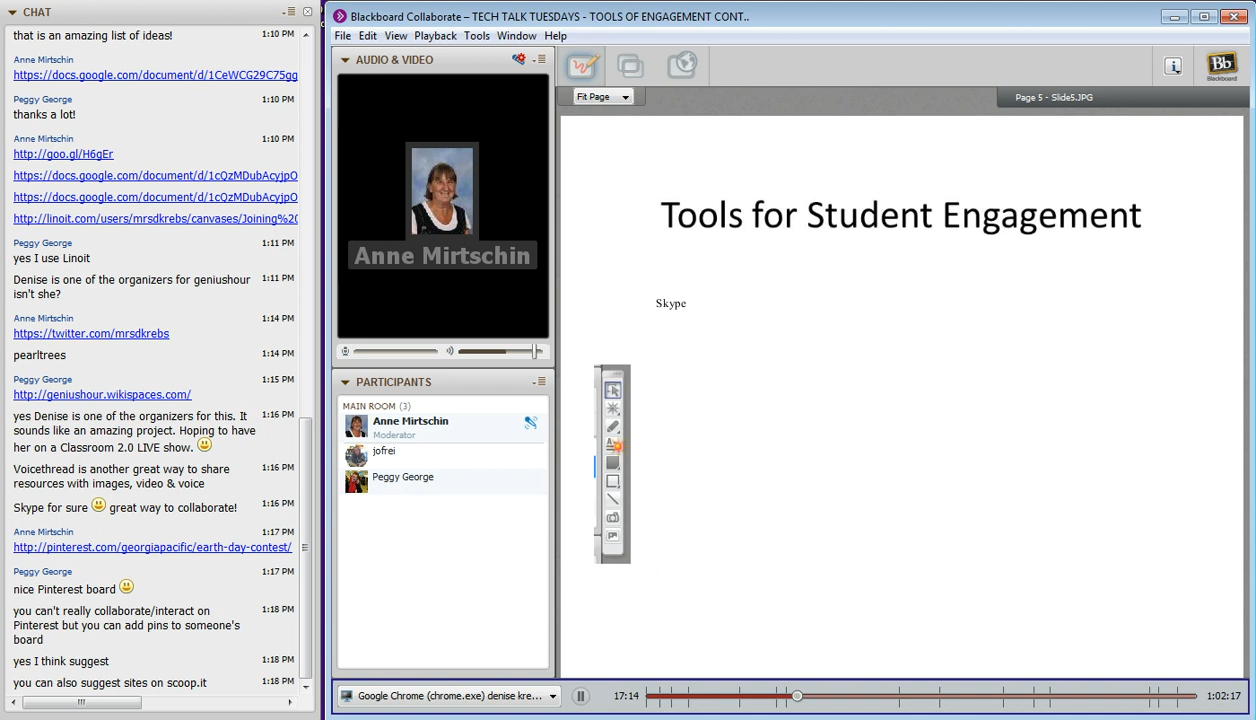 CHAT
that is an amazing list of ideas! 1:10 PM
Anne Mirtschin 1:10 PM
https://docs.google.com/document/d/1CeWCG29C75gg
Peggy George 1:10 PM
thanks a lot!
Anne Mirtschin 1:10 PM
http://goo.gl/H6gEr
https://docs.google.com/document/d/1cQzMDubAcyjpO
https://docs.google.com/document/d/1cQzMDubAcyjpO
http://linoit.com/users/mrsdkrebs/canvases/Joining%20
Peggy George 1:11 PM
yes I use Linoit
Denise is one of the organizers for geniushour 1:11 PM
isn't she?
Anne Mirtschin 1:14 PM
https://twitter.com/mrsdkrebs
pearltrees 1:14 PM
Peggy George 1:15 PM
http://geniushour.wikispaces.com/
yes Denise is one of the organizers for this. It 1:16 PM
sounds like an amazing project. Hoping to have
her on a Classroom 2.0 LIVE show.
Voicethread is another great way to share 1:16 PM
resources with images, video & voice
Skype for sure great way to collaborate! 1:16 PM
Anne Mirtschin 1:17 PM
http://pinterest.com/georgiapacific/earth-day-contest/
Peggy George 1:17 PM
nice Pinterest board
you can't really collaborate/interact on 1:18 PM
Pinterest but you can add pins to someone's
board
yes I think suggest 1:18 PM
you can also suggest sites on scoop.it 1:18 PM
Blackboard Collaborate – TECH TALK TUESDAYS - TOOLS OF ENGAGEMENT CONT..
File Edit View Playback Tools Window Help
AUDIO & VIDEO
Anne Mirtschin
PARTICIPANTS
MAIN ROOM (3)
Anne Mirtschin
Moderator
jofrei
Peggy George
Bb
Blackboard
Fit Page
Page 5 - Slide5.JPG
Tools for Student Engagement
Skype
Google Chrome (chrome.exe) denise kre...
17:14
1:02:17